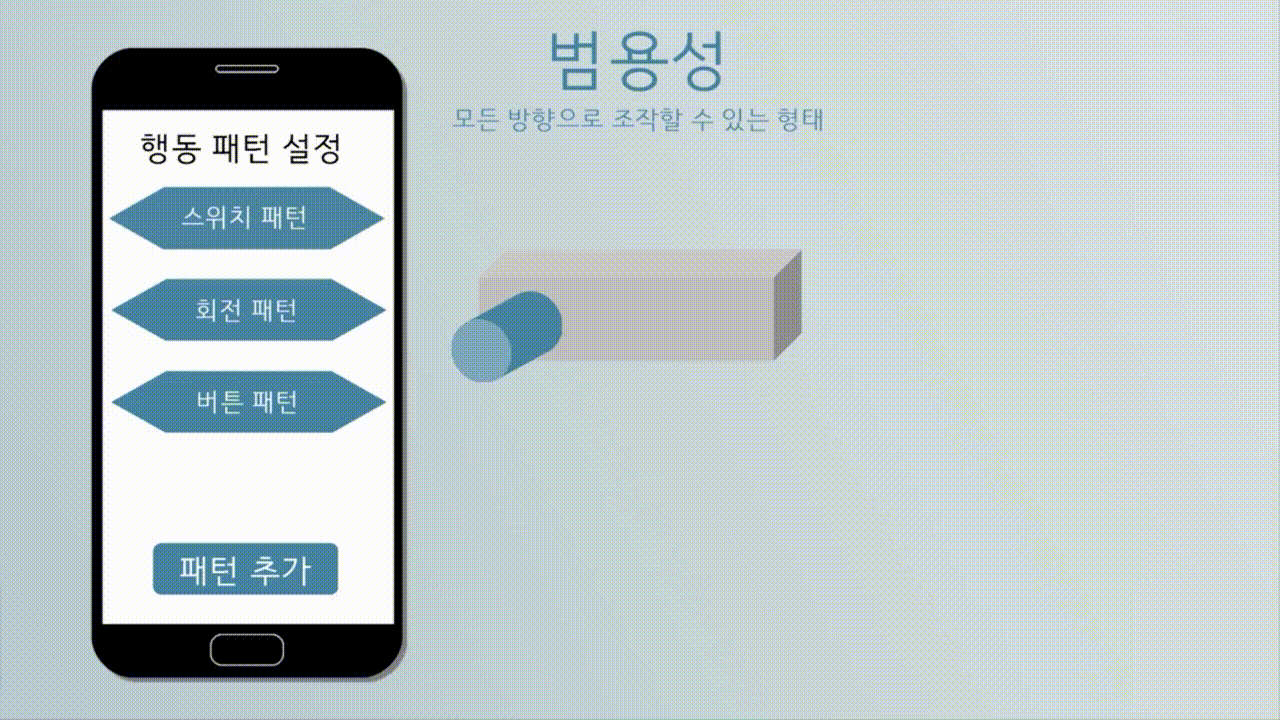 범용성
모든 방향으로 조작할 수 있는 형태
행동 패턴 설정
스위치 패턴
회전 패턴
버튼 패턴
패턴 추가